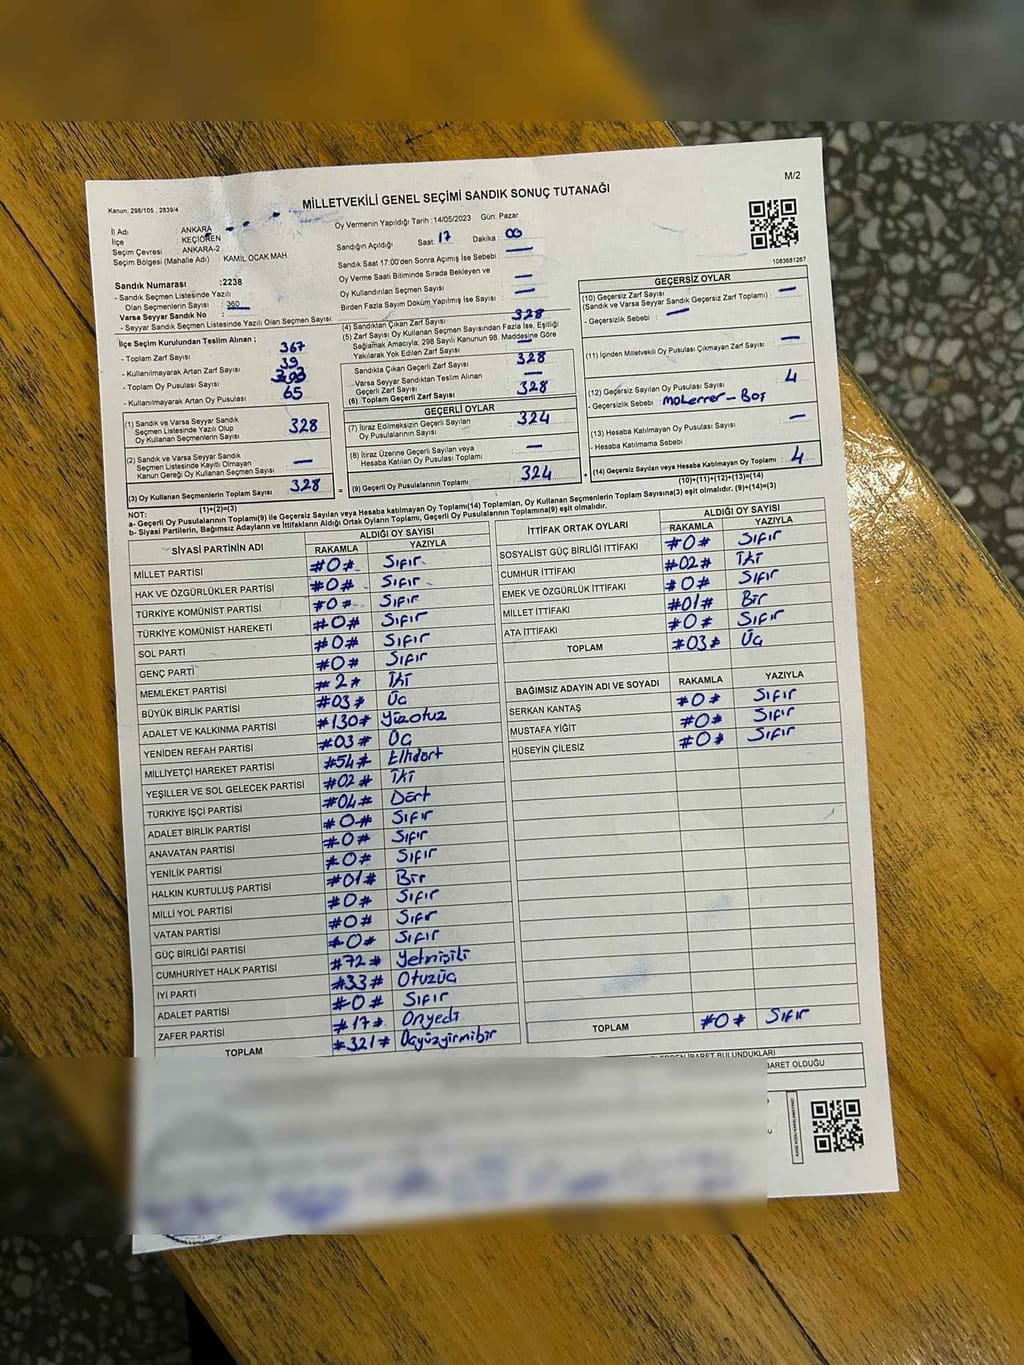 M/2
Kanun: 298/105 , 2839/4
MİLLETVEKİLİ GENEL SEÇİMİ SANDIK SONUÇ TUTANAĞI
İl Adı : ANKARA
İlçe : KEÇİÖREN
Seçim Çevresi : ANKARA-2
Seçim Bölgesi (Mahalle Adı) : KAMİL OCAK MAH.
Sandık Numarası :2238
- Sandık Seçmen Listesinde Yazılı
Olan Seçmenlerin Sayısı : 360
Varsa Seyyar Sandık No :
- Seyyar Sandık Seçmen Listesinde Yazılı Olan Seçmen Sayısı:
Oy Vermenin Yapıldığı Tarih :14/05/2023 Gün: Pazar
Sandığın Açıldığı Saat: 17 Dakika: 00
Sandık Saat 17:00'den Sonra Açımış İse Sebebi : —
Oy Verme Saati Bitiminde Sırada Bekleyen ve
Oy Kullandırılan Seçmen Sayısı : —
Birden Fazla Sayım Döküm Yapılmış İse Sayısı : —
1083681267
İlçe Seçim Kurulundan Teslim Alınan ;
- Toplam Zarf Sayısı : 367
- Kullanılmayarak Artan Zarf Sayısı : 39
- Toplam Oy Pusulası Sayısı :
- Kullanılmayarak Artan Oy Pusulası : 65
(1) Sandık ve Varsa Seyyar Sandık
Seçmen Listesinde Yazılı Olup
Oy Kullanan Seçmenlerin Sayısı 328
(2) Sandık ve Varsa Seyyar Sandık
Seçmen Listesinde Kayıtlı Olmayan
Kanun Gereği Oy Kullanan Seçmen Sayısı —
(3) Oy Kullanan Seçmenlerin Toplam Sayısı 328
(1)+(2)=(3)
(4) Sandıktan Çıkan Zarf Sayısı 328
(5) Zarf Sayısı Oy Kullanan Seçmen Sayısından Fazla İse, Eşitliği
Sağlamak Amacıyla; 298 Sayılı Kanunun 98. Maddesine Göre
Yakılarak Yok Edilen Zarf Sayısı —
Sandıkta Çıkan Geçerli Zarf Sayısı 328
Varsa Seyyar Sandıktan Teslim Alınan
Geçerli Zarf Sayısı —
(6) Toplam Geçerli Zarf Sayısı 328
GEÇERLİ OYLAR
(7) İtiraz Edilmeksizin Geçerli Sayılan
Oy Pusulalarının Sayısı 324
(8) İtiraz Üzerine Geçerli Sayılan veya
Hesaba Katılan Oy Pusulası Toplamı —
= (9) Geçerli Oy Pusulalarının Toplamı 324
GEÇERSİZ OYLAR
(10) Geçersiz Zarf Sayısı
(Sandık ve Varsa Seyyar Sandık Geçersiz Zarf Toplamı) : —
- Geçersizlik Sebebi : —
(11) İçinden Milletvekili Oy Pusulası Çıkmayan Zarf Sayısı : —
(12) Geçersiz Sayılan Oy Pusulası Sayısı : 4
- Geçersizlik Sebebi : mükerrer - Boş
(13) Hesaba Katılmayan Oy Pusulası Sayısı : —
- Hesaba Katılmama Sebebi :
+ (14) Geçersiz Sayılan veya Hesaba Katılmayan Oy Toplamı : 4
(10)+(11)+(12)+(13)=(14)
NOT:
a- Geçerli Oy Pusulalarının Toplamı(9) ile Geçersiz Sayılan veya Hesaba katılmayan Oy Toplamı(14) Toplamları, Oy Kullanan Seçmenlerin Toplam Sayısına(3) eşit olmalıdır. (9)+(14)=(3)
b- Siyasi Partilerin, Bağımsız Adayların ve İttifakların Aldığı Ortak Oyların Toplamı, Geçerli Oy Pusulalarının Toplamına(9) eşit olmalıdır.
SİYASİ PARTİNİN ADI ALDIĞI OY SAYISI
RAKAMLA YAZIYLA
MİLLET PARTİSİ #0# Sıfır
HAK VE ÖZGÜRLÜKLER PARTİSİ #0# Sıfır
TÜRKİYE KOMÜNİST PARTİSİ #0# Sıfır
TÜRKİYE KOMÜNİST HAREKETİ #0# Sıfır
SOL PARTİ #0# Sıfır
GENÇ PARTİ #0# Sıfır
MEMLEKET PARTİSİ #2# İki
BÜYÜK BİRLİK PARTİSİ #03# Üç
ADALET VE KALKINMA PARTİSİ #130# Yüzotuz
YENİDEN REFAH PARTİSİ #03# Üç
MİLLİYETÇİ HAREKET PARTİSİ #54# Ellidört
YEŞİLLER VE SOL GELECEK PARTİSİ #02# İki
TÜRKİYE İŞÇİ PARTİSİ #04# Dört
ADALET BİRLİK PARTİSİ #0# Sıfır
ANAVATAN PARTİSİ #0# Sıfır
YENİLİK PARTİSİ #0# Sıfır
HALKIN KURTULUŞ PARTİSİ #01# Bir
MİLLİ YOL PARTİSİ #0# Sıfır
VATAN PARTİSİ #0# Sıfır
GÜÇ BİRLİĞİ PARTİSİ #0# Sıfır
CUMHURİYET HALK PARTİSİ #72# Yetmişiki
İYİ PARTİ #33# Otuzüç
ADALET PARTİSİ #0# Sıfır
ZAFER PARTİSİ #17# Onyedi
TOPLAM #321# Üçyüzyirmibir
İTTİFAK ORTAK OYLARI ALDIĞI OY SAYISI
RAKAMLA YAZIYLA
SOSYALİST GÜÇ BİRLİĞİ İTTİFAKI #0# Sıfır
CUMHUR İTTİFAKI #02# İki
EMEK VE ÖZGÜRLÜK İTTİFAKI #0# Sıfır
MİLLET İTTİFAKI #01# Bir
ATA İTTİFAKI #0# Sıfır
TOPLAM #03# Üç
BAĞIMSIZ ADAYIN ADI VE SOYADI RAKAMLA YAZIYLA
SERKAN KANTAŞ #0# Sıfır
MUSTAFA YİĞİT #0# Sıfır
HÜSEYİN ÇİLESİZ #0# Sıfır
TOPLAM #0# Sıfır
İBARET BULUNDUKLARI
BARET OLDUĞU